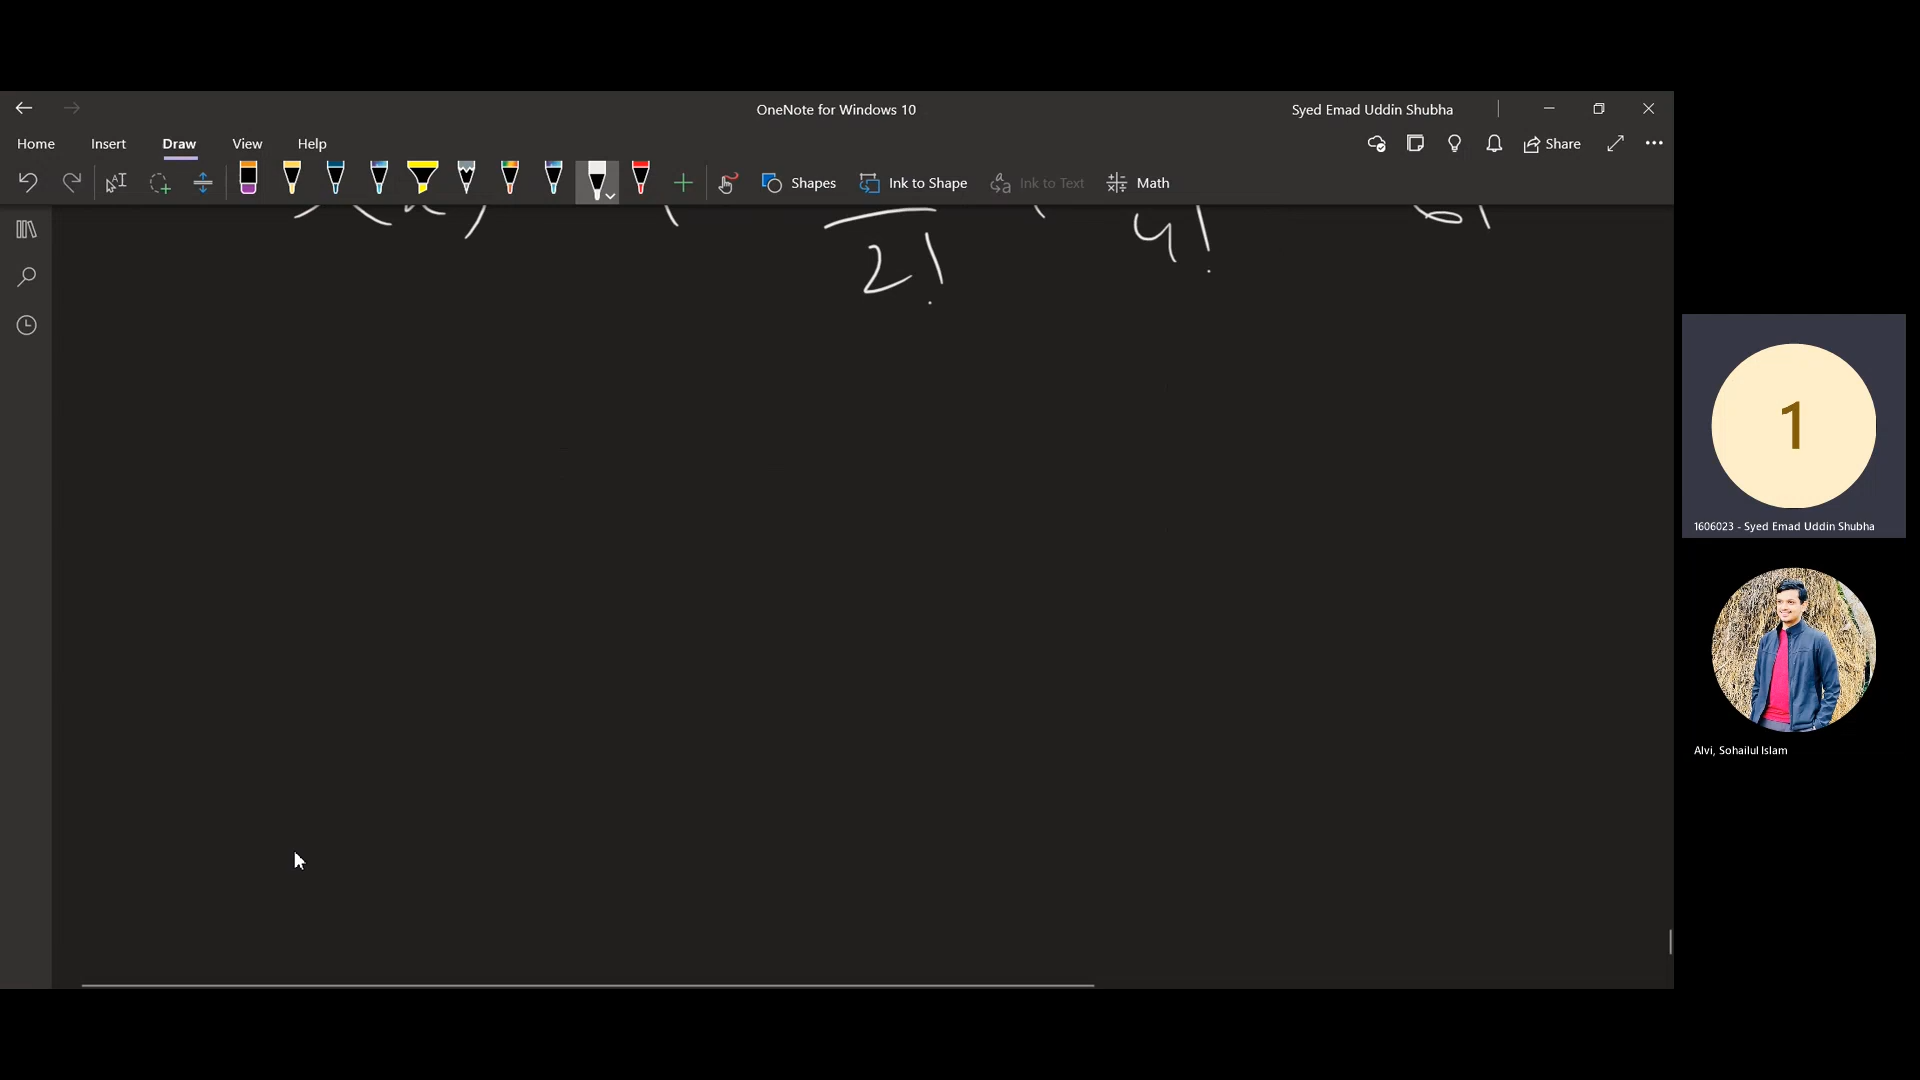 OneNote for Windows 10
Syed Emad Uddin Shubha
Home Insert Draw View Help
Share
Shapes Ink to Shape Ink to Text Math
2! 4! 6!
1
1606023 - Syed Emad Uddin Shubha
Alvi, Sohailul Islam